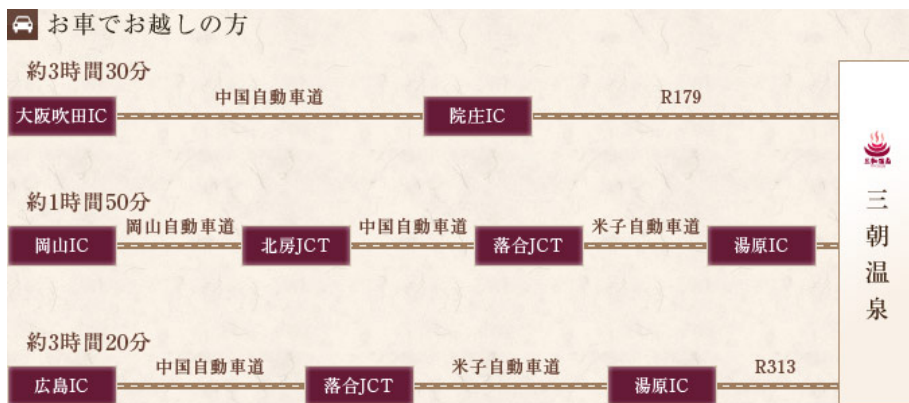 お車でお越しの方
約3時間30分
大阪吹田IC 中国自動車道 院庄IC R179
約1時間50分
岡山IC 岡山自動車道 北房JCT 中国自動車道 落合JCT 米子自動車道 湯原IC
約3時間20分
広島IC 中国自動車道 落合JCT 米子自動車道 湯原IC R313
三朝温泉
三朝温泉